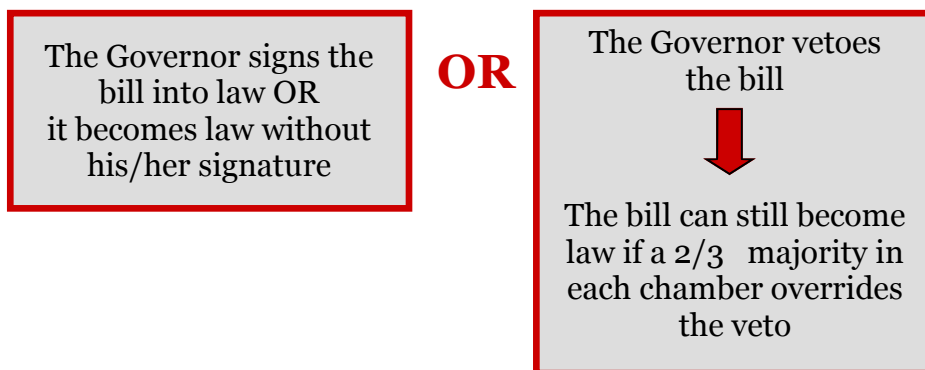 The Governor signs the
bill into law OR
it becomes law without
his/her signature
OR
The Governor vetoes
the bill
The bill can still become
law if a 2/3 majority in
each chamber overrides
the veto